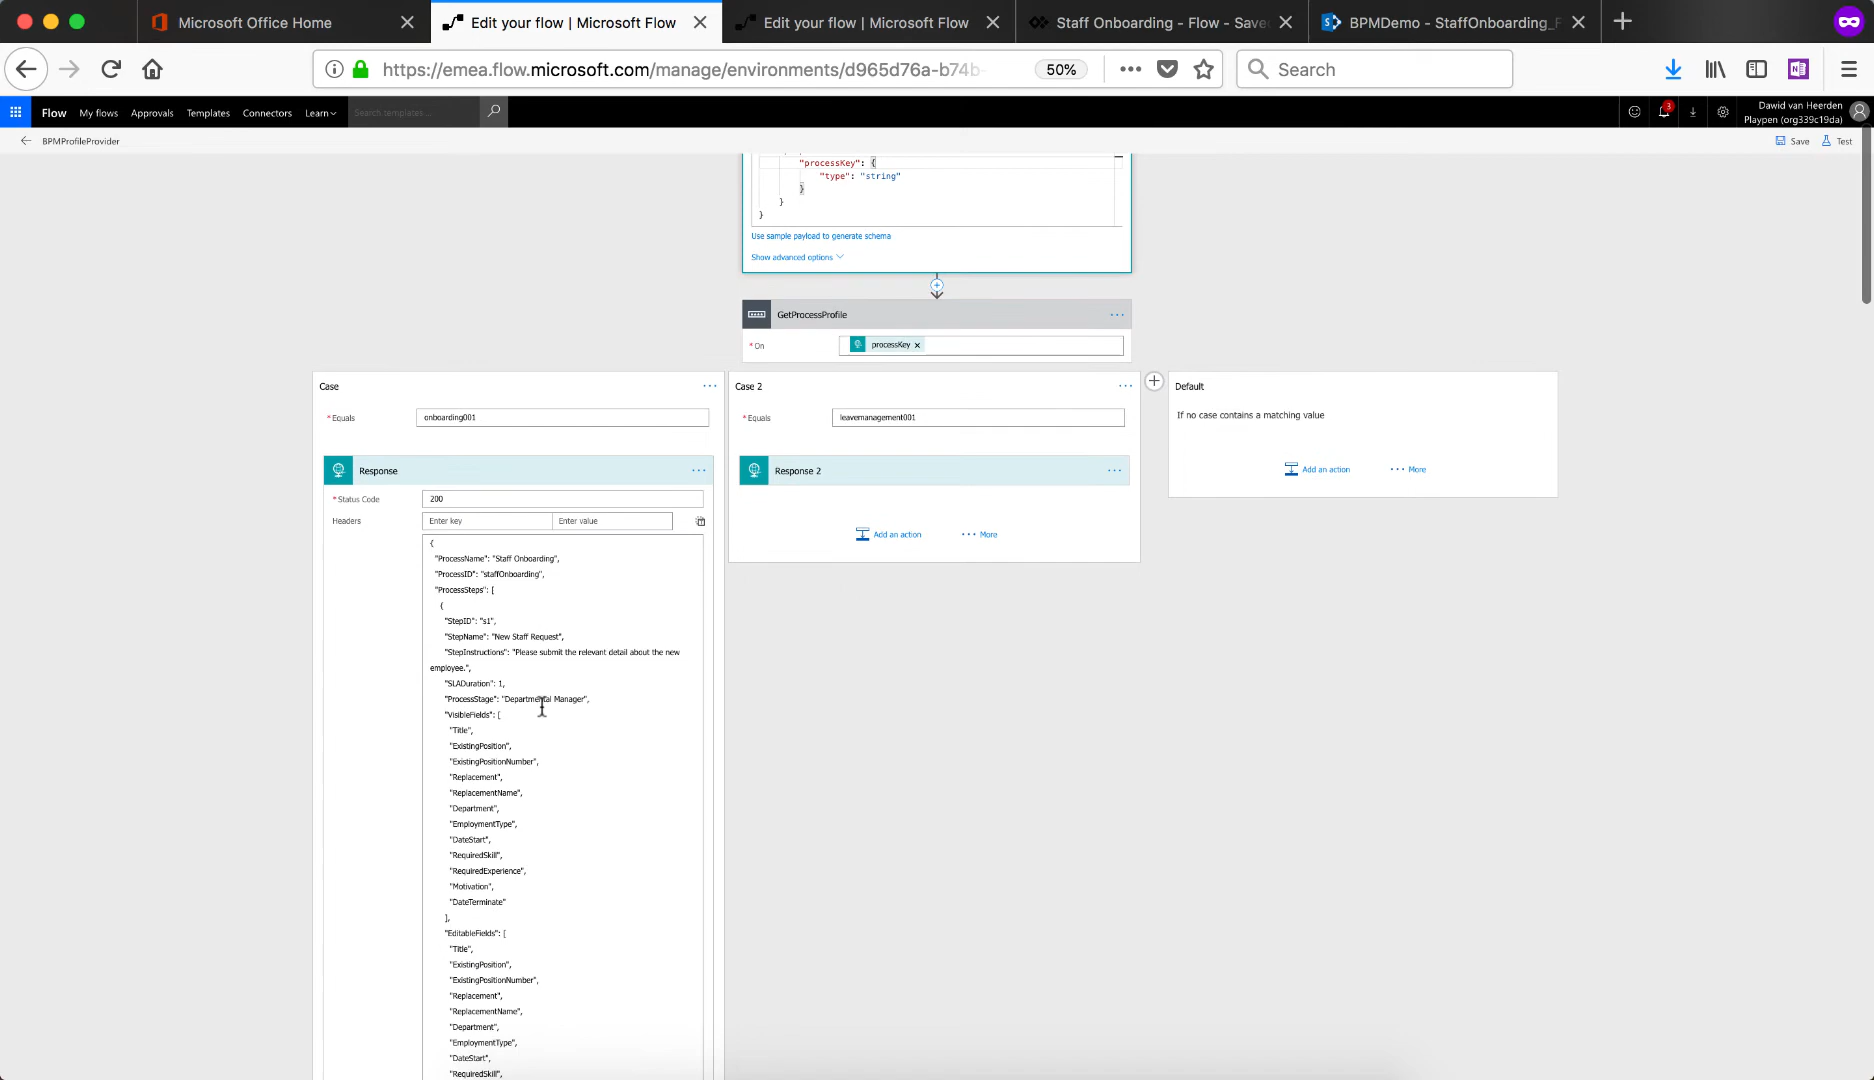 Microsoft Office Home
Edit your flow | Microsoft Flow
Edit your flow | Microsoft Flow
Staff Onboarding - Flow - Save
BPMDemo - StaffOnboarding_F
https://emea.flow.microsoft.com/manage/environments/d965d76a-b74b-
50%
Search
Flow
My flows
Approvals
Templates
Connectors
Learn
Search templates ...
3
Dawid van Heerden
Playpen (org339c19da)
BPMProfileProvider
Save
Test
"processKey": {
"type": "string"
}
}
}
Use sample payload to generate schema
Show advanced options
GetProcessProfile
* On
processKey
Case
* Equals
onboarding001
Response
* Status Code
200
Headers
Enter key
Enter value
{
"ProcessName": "Staff Onboarding",
"ProcessID": "staffOnboarding",
"ProcessSteps": [
{
"StepID": "s1",
"StepName": "New Staff Request",
"StepInstructions": "Please submit the relevant detail about the new
employee.",
"SLADuration": 1,
"ProcessStage": "Departmental Manager",
"VisibleFields": [
"Title",
"ExistingPosition",
"ExistingPositionNumber",
"Replacement",
"ReplacementName",
"Department",
"EmploymentType",
"DateStart",
"RequiredSkill",
"RequiredExperience",
"Motivation",
"DateTerminate"
],
"EditableFields": [
"Title",
"ExistingPosition",
"ExistingPositionNumber",
"Replacement",
"ReplacementName",
"Department",
"EmploymentType",
"DateStart",
"RequiredSkill",
Case 2
* Equals
leavemanagement001
Response 2
Add an action
More
Default
If no case contains a matching value
Add an action
More